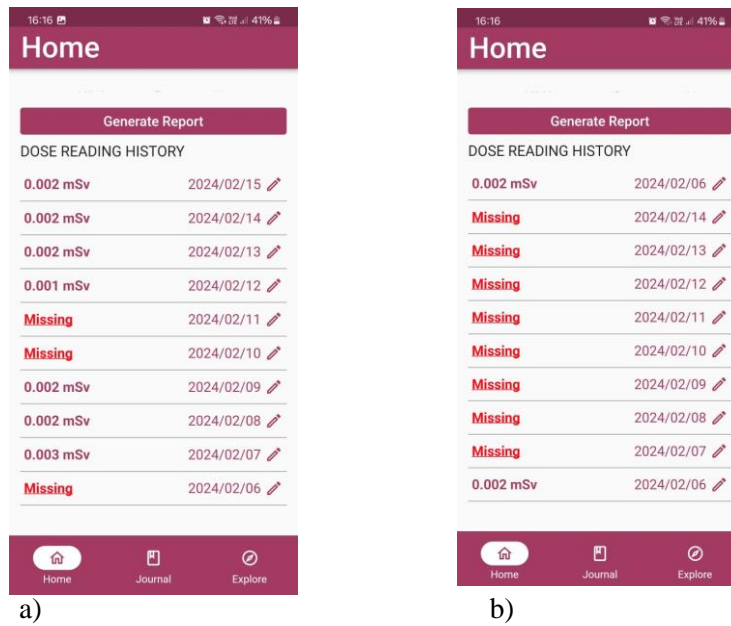 16:16 41%
Home
Generate Report
DOSE READING HISTORY
0.002 mSv 2024/02/15
0.002 mSv 2024/02/14
0.002 mSv 2024/02/13
0.001 mSv 2024/02/12
Missing 2024/02/11
Missing 2024/02/10
0.002 mSv 2024/02/09
0.002 mSv 2024/02/08
0.003 mSv 2024/02/07
Missing 2024/02/06
Home Journal Explore
a)
16:16 41%
Home
Generate Report
DOSE READING HISTORY
0.002 mSv 2024/02/06
Missing 2024/02/14
Missing 2024/02/13
Missing 2024/02/12
Missing 2024/02/11
Missing 2024/02/10
Missing 2024/02/09
Missing 2024/02/08
Missing 2024/02/07
0.002 mSv 2024/02/06
Home Journal Explore
b)